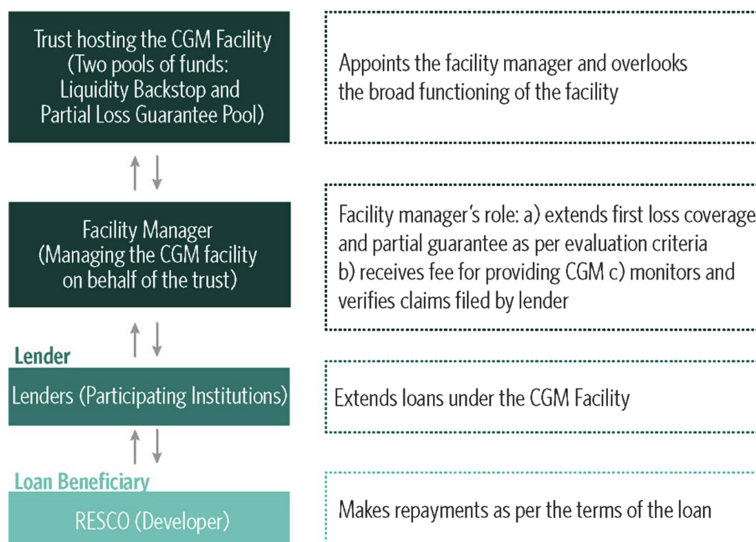 Trust hosting the CGM Facility
(Two pools of funds:
Liquidity Backstop and
Partial Loss Guarantee Pool)
Appoints the facility manager and overlooks
the broad functioning of the facility
Facility Manager
(Managing the CGM facility
on behalf of the trust)
Facility manager's role: a) extends first loss coverage
and partial guarantee as per evaluation criteria
b) receives fee for providing CGM c) monitors and
verifies claims filed by lender
Lender
Lenders (Participating Institutions)
Extends loans under the CGM Facility
Loan Beneficiary
RESCO (Developer)
Makes repayments as per the terms of the loan